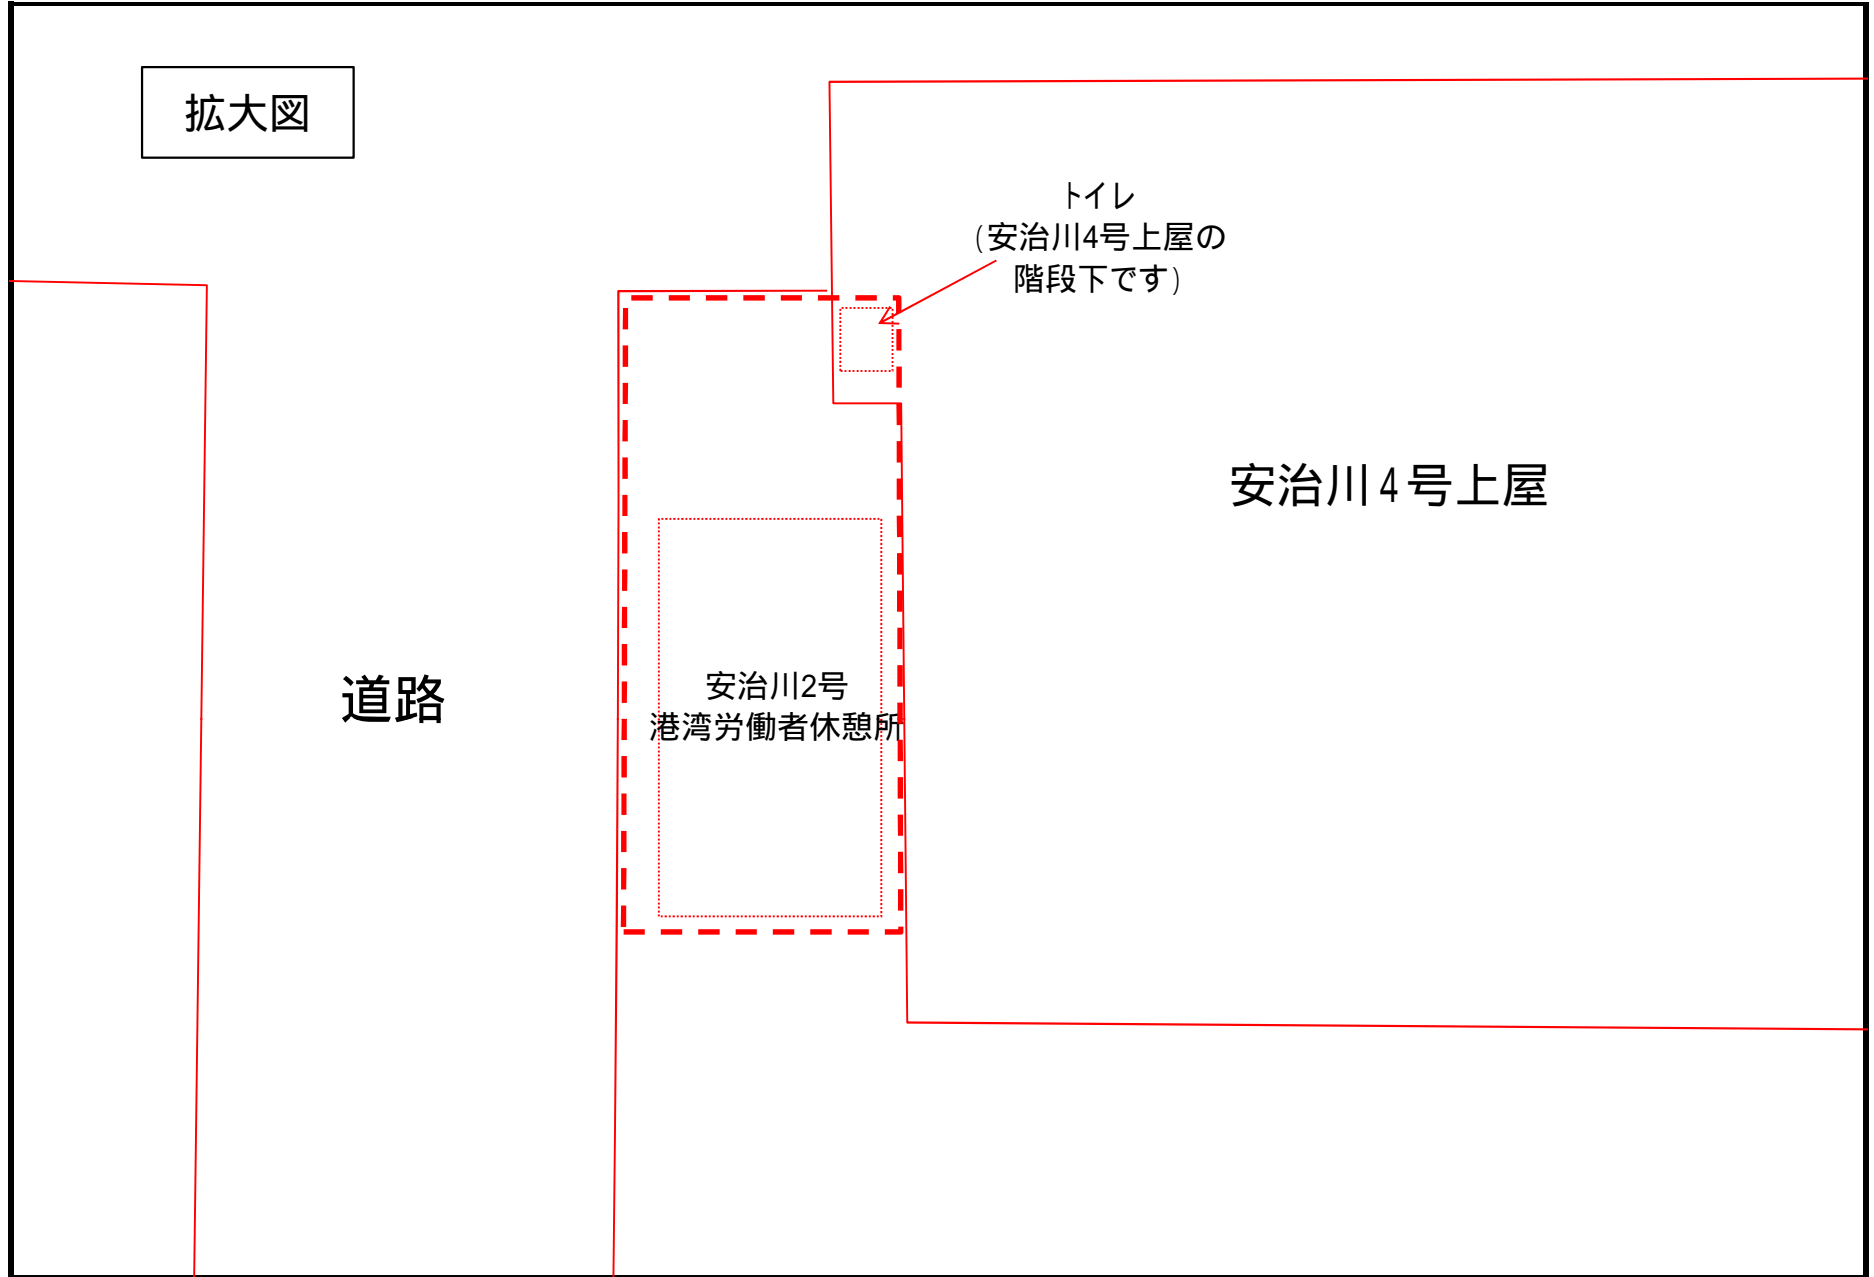 拡大図
トイレ
(安治川4号上屋の
階段下です)
安治川4号上屋
道路
安治川2号
港湾労働者休憩所